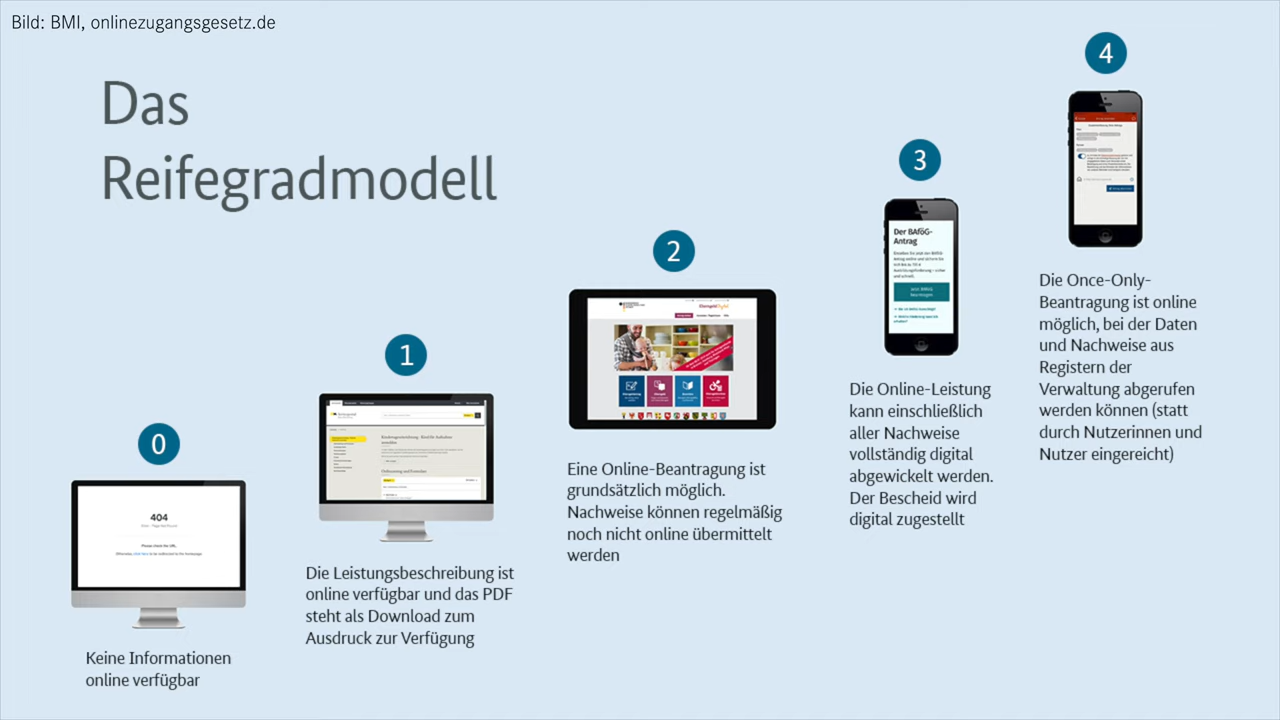 Bild: BMI, onlinezugangsgesetz.de
Das
Reifegradmodell
0
404
Please check the URL.
Keine Informationen
online verfügbar
1
Die Leistungsbeschreibung ist
online verfügbar und das PDF
steht als Download zum
Ausdruck zur Verfügung
2
Eine Online-Beantragung ist
grundsätzlich möglich.
Nachweise können regelmäßig
noch nicht online übermittelt
werden
3
Der BAföG-
Antrag
Die Online-Leistung
kann einschließlich
aller Nachweise
vollständig digital
abgewickelt werden.
Der Bescheid wird
digital zugestellt
4
Die Once-Only-
Beantragung ist online
möglich, bei der Daten
und Nachweise aus
Registern der
Verwaltung abgerufen
werden können (statt
durch Nutzerinnen und
Nutzer eingereicht)